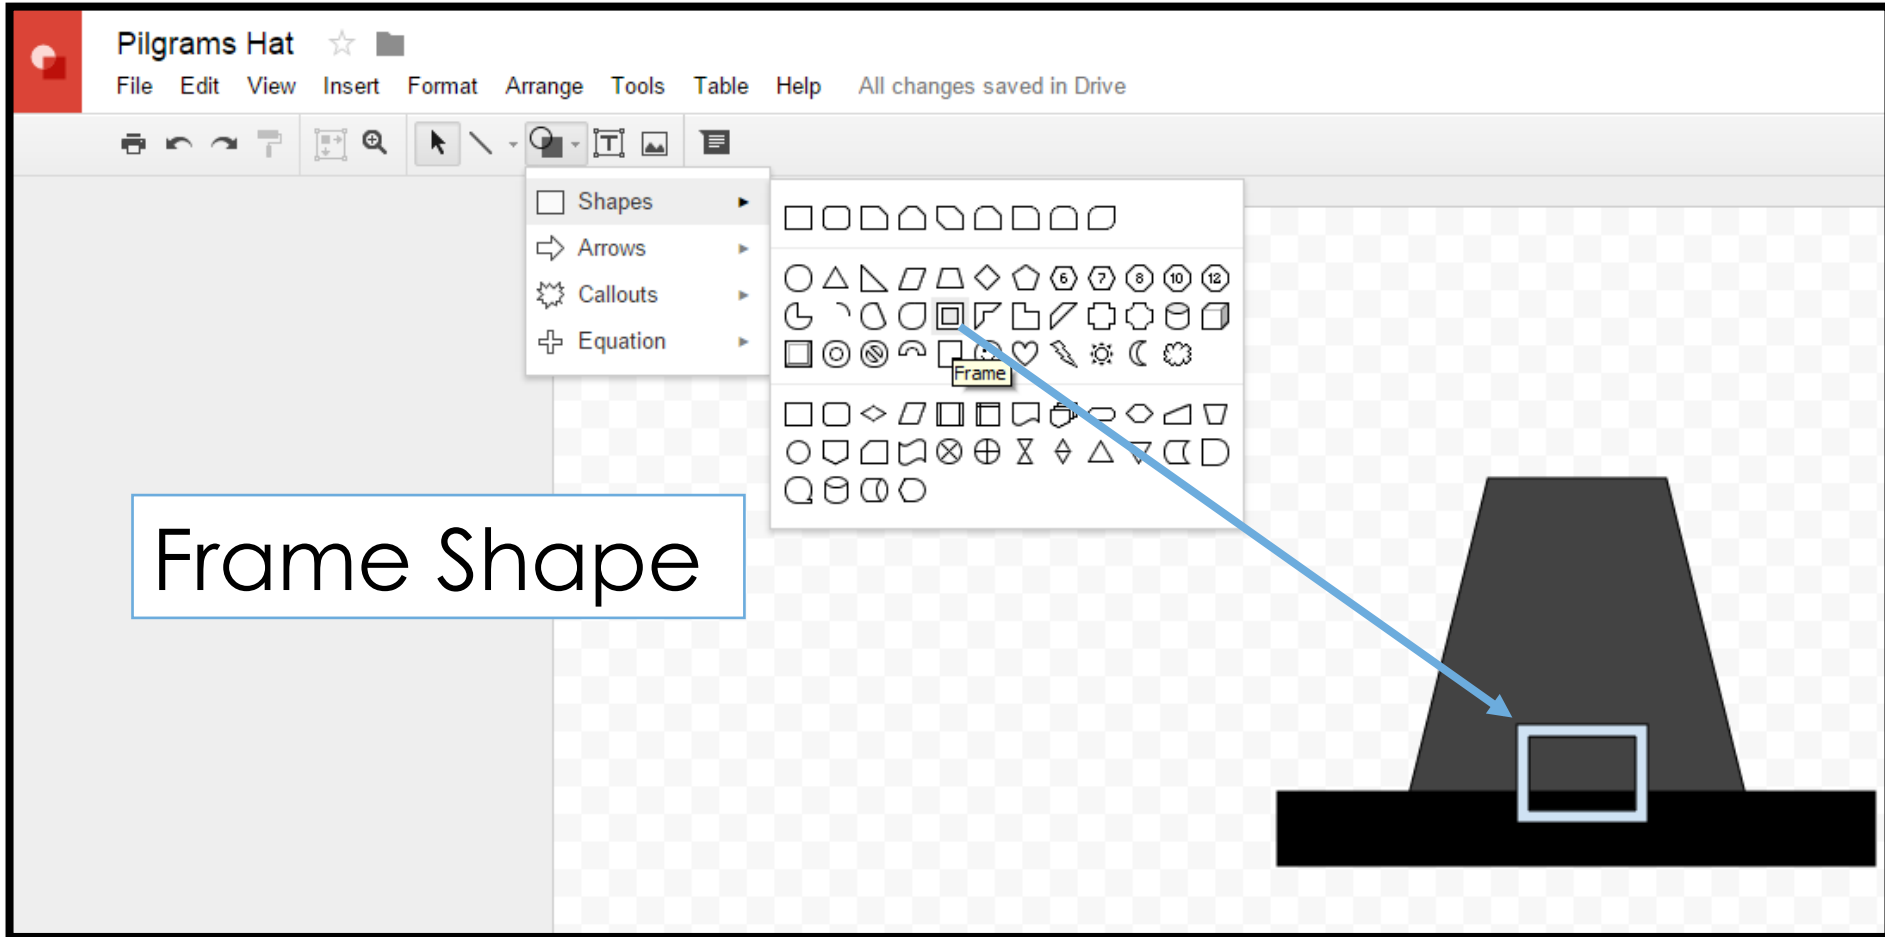 Pilgrams Hat
File Edit View Insert Format Arrange Tools Table Help All changes saved in Drive
Shapes
Arrows
Callouts
Equation
6 7 8 10 12
Frame
Frame Shape